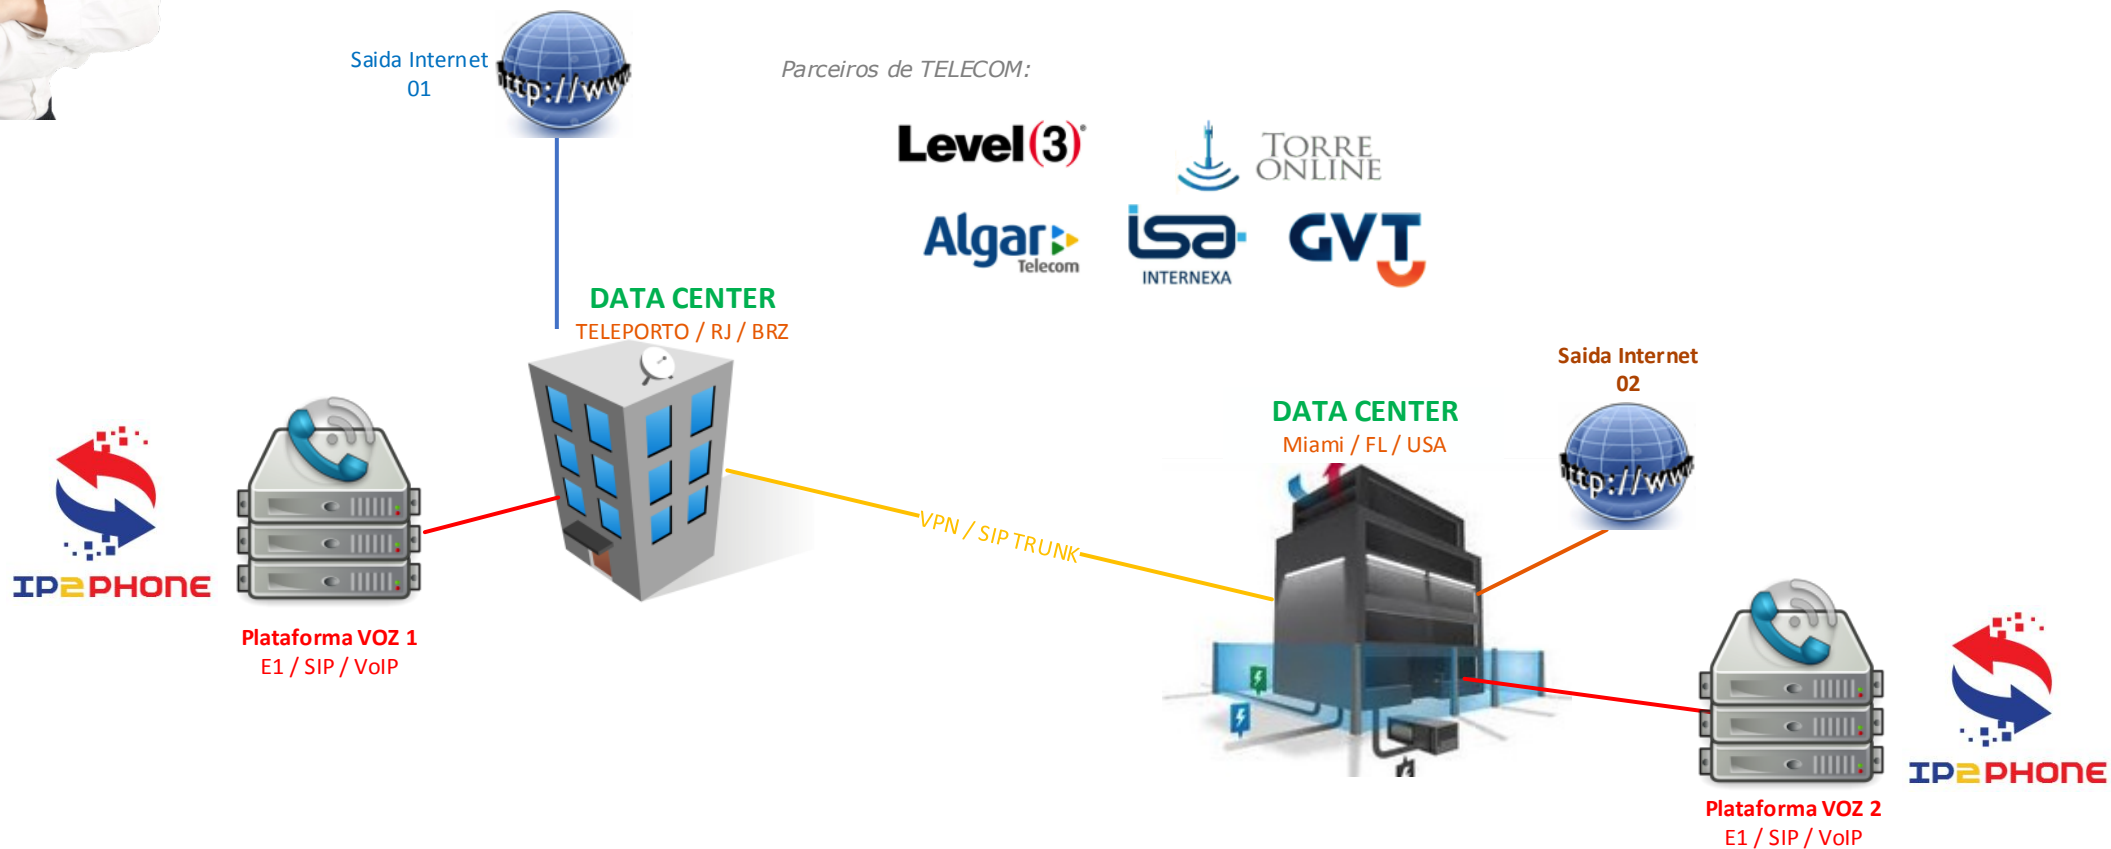 Saida Internet
01
http://www
Parceiros de TELECOM:
Level(3)
TORRE
ONLINE
Algar
Telecom
isa
INTERNEXA
GVT
DATA CENTER
TELEPORTO / RJ / BRZ
Saida Internet
02
http://www
DATA CENTER
Miami / FL / USA
VPN / SIP TRUNK
IP2PHONE
Plataforma VOZ 1
E1 / SIP / VoIP
IP2PHONE
Plataforma VOZ 2
E1 / SIP / VoIP